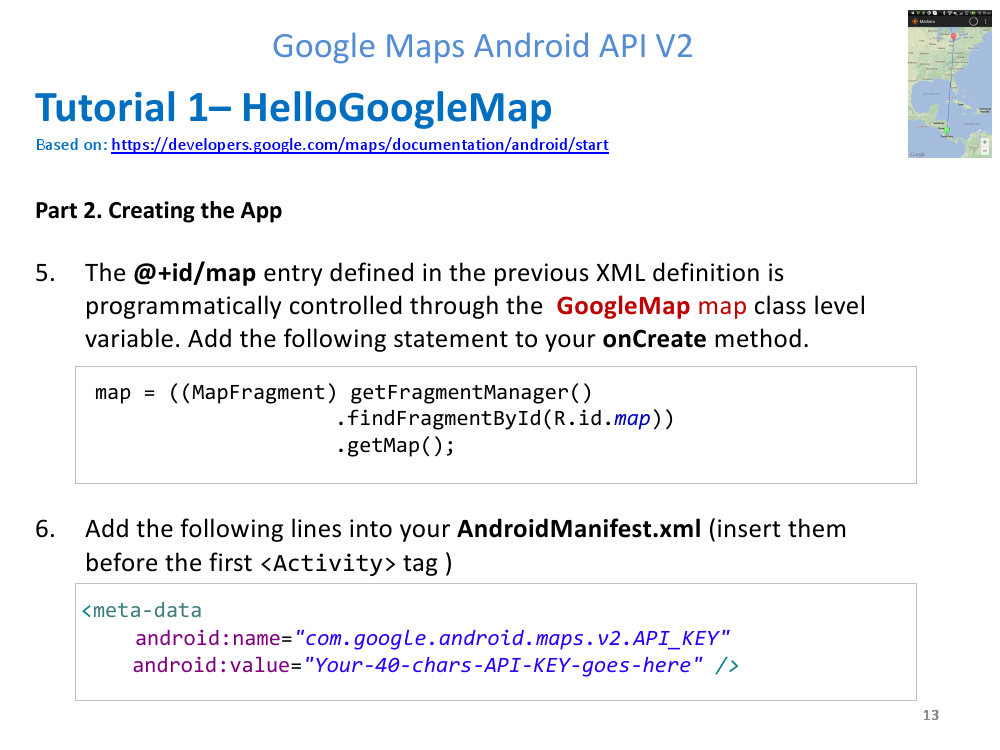 Google Maps Android API V2
Markers
Tutorial 1– HelloGoogleMap
Based on: https://developers.google.com/maps/documentation/android/start
Part 2. Creating the App
5. The @+id/map entry defined in the previous XML definition is
programmatically controlled through the GoogleMap map class level
variable. Add the following statement to your onCreate method.
map = ((MapFragment) getFragmentManager()
.findFragmentById(R.id.map))
.getMap();
6. Add the following lines into your AndroidManifest.xml (insert them
before the first <Activity> tag )
<meta-data
android:name="com.google.android.maps.v2.API_KEY"
android:value="Your-40-chars-API-KEY-goes-here" />
13